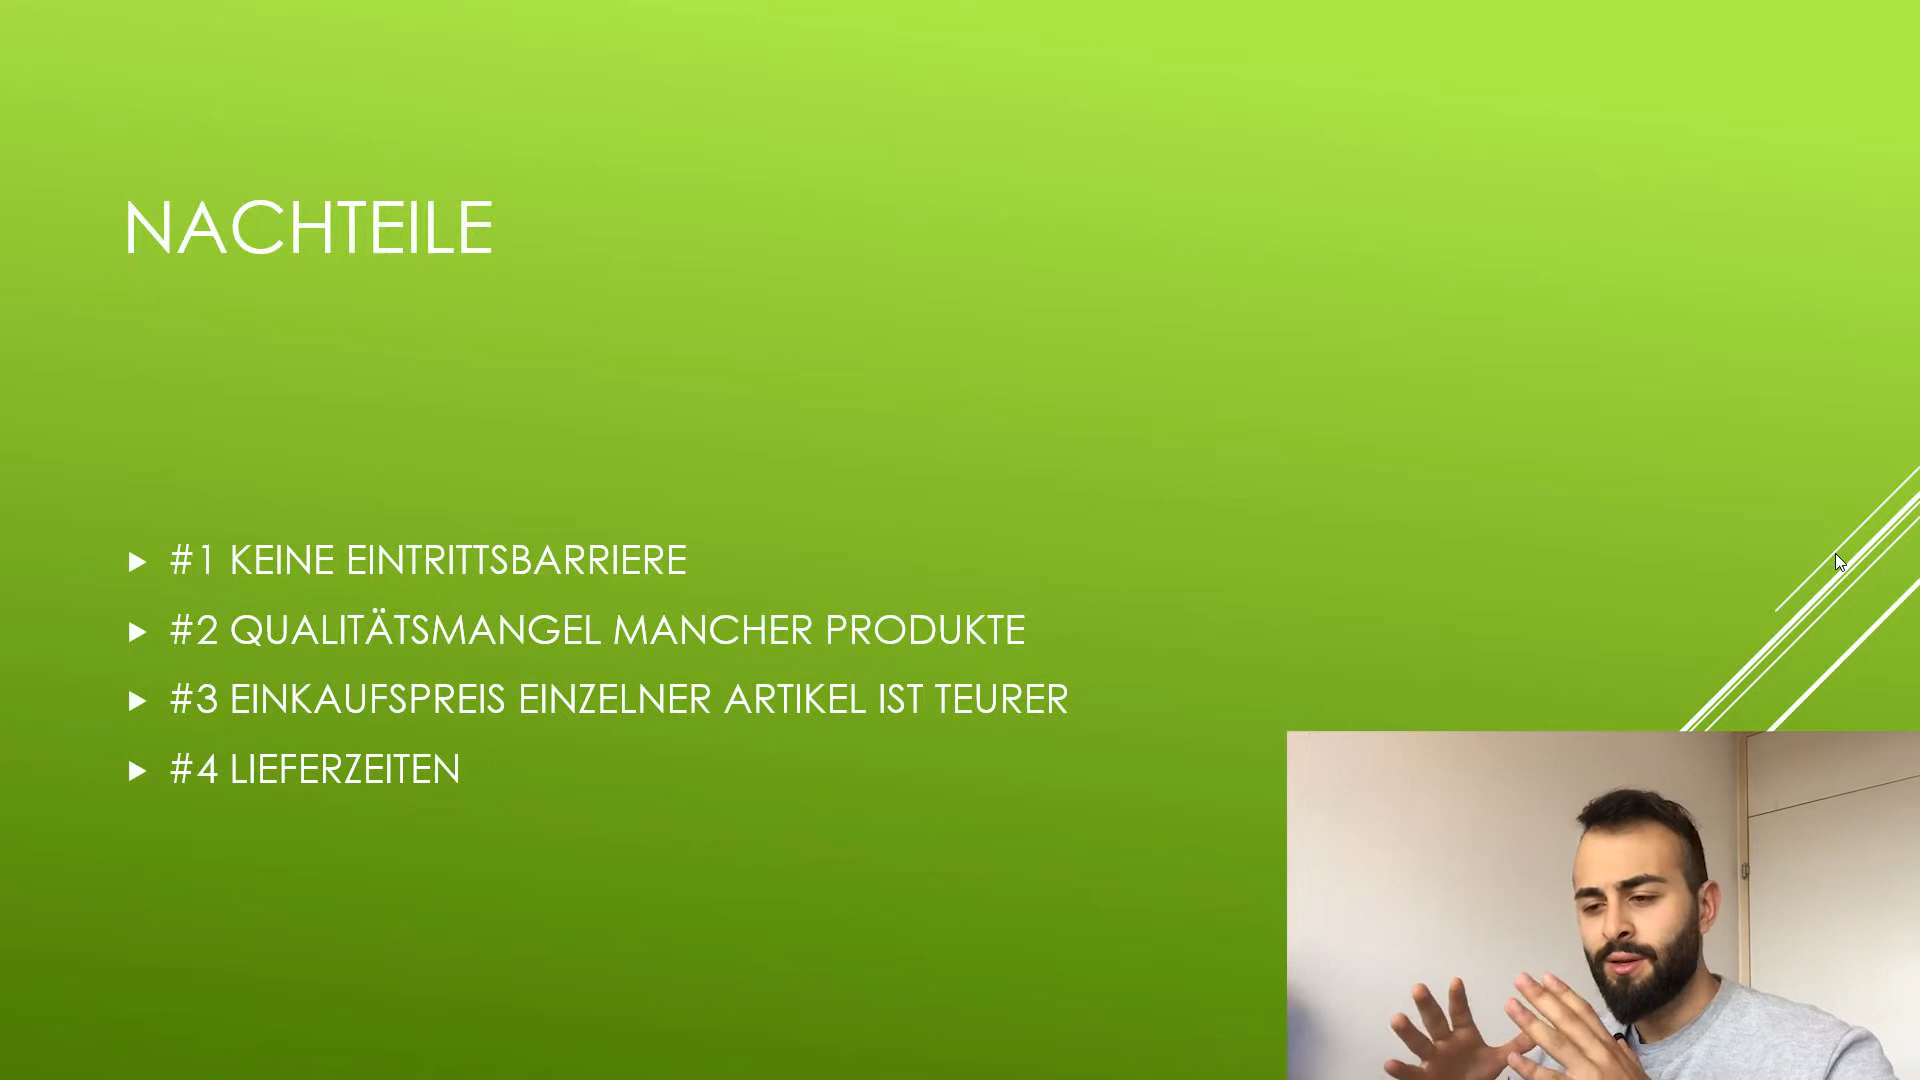 NACHTEILE
#1 KEINE EINTRITTSBARRIERE
#2 QUALITÄTSMANGEL MANCHER PRODUKTE
#3 EINKAUFSPREIS EINZELNER ARTIKEL IST TEURER
#4 LIEFERZEITEN